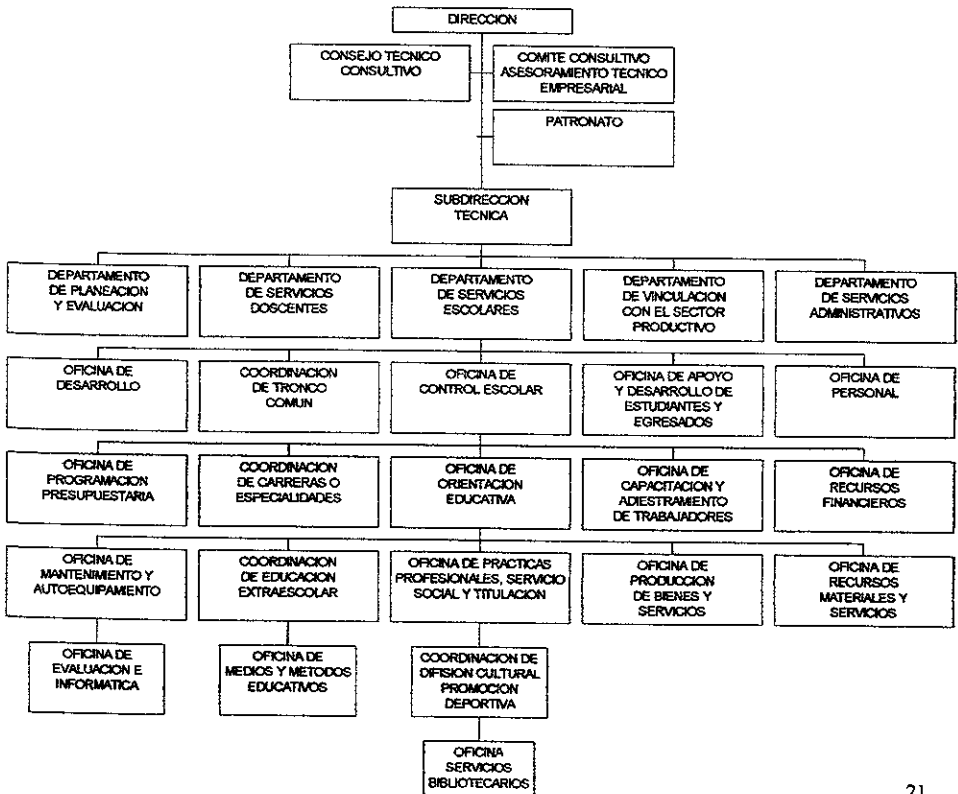 DIRECCION
CONSEJO TECNICO
CONSULTIVO
COMITE CONSULTIVO
ASESORAMIENTO TECNICO
EMPRESARIAL
PATRONATO
SUBDIRECCION
TECNICA
DEPARTAMENTO
DE PLANEACION
Y EVALUACION
DEPARTAMENTO
DE SERVICIOS
DOSCENTES
DEPARTAMENTO
DE SERVICIOS
ESCOLARES
DEPARTAMENTO
DE VINCULACION
CON EL SECTOR
PRODUCTIVO
DEPARTAMENTO
DE SERVICIOS
ADMINISTRATIVOS
OFICINA DE
DESARROLLO
COORDINACION
DE TRONCO
COMUN
OFICINA DE
CONTROL ESCOLAR
OFICINA DE APOYO
Y DESARROLLO DE
ESTUDIANTES Y
EGRESADOS
OFICINA DE
PERSONAL
OFICINA DE
PROGRAMACION
PRESUPUESTARIA
COORDINACION
DE CARRERAS O
ESPECIALIDADES
OFICINA DE
ORIENTACION
EDUCATIVA
OFICINA DE
CAPACITACION Y
ADIESTRAMIENTO
DE TRABAJADORES
OFICINA DE
RECURSOS
FINANCIEROS
OFICINA DE
MANTENIMIENTO Y
AUTOEQUIPAMIENTO
COORDINACION
DE EDUCACION
EXTRAESCOLAR
OFICINA DE PRACTICAS
PROFESIONALES, SERVICIO
SOCIAL Y TITULACION
OFICINA DE
PRODUCCION
DE BIENES Y
SERVICIOS
OFICINA DE
RECURSOS
MATERIALES Y
SERVICIOS
OFICINA DE
EVALUACION E
INFORMATICA
OFICINA DE
MEDIOS Y METODOS
EDUCATIVOS
COORDINACION DE
DIFISION CULTURAL
PROMOCION
DEPORTIVA
OFICINA
SERVICIOS
BIBLIOTECARIOS
21